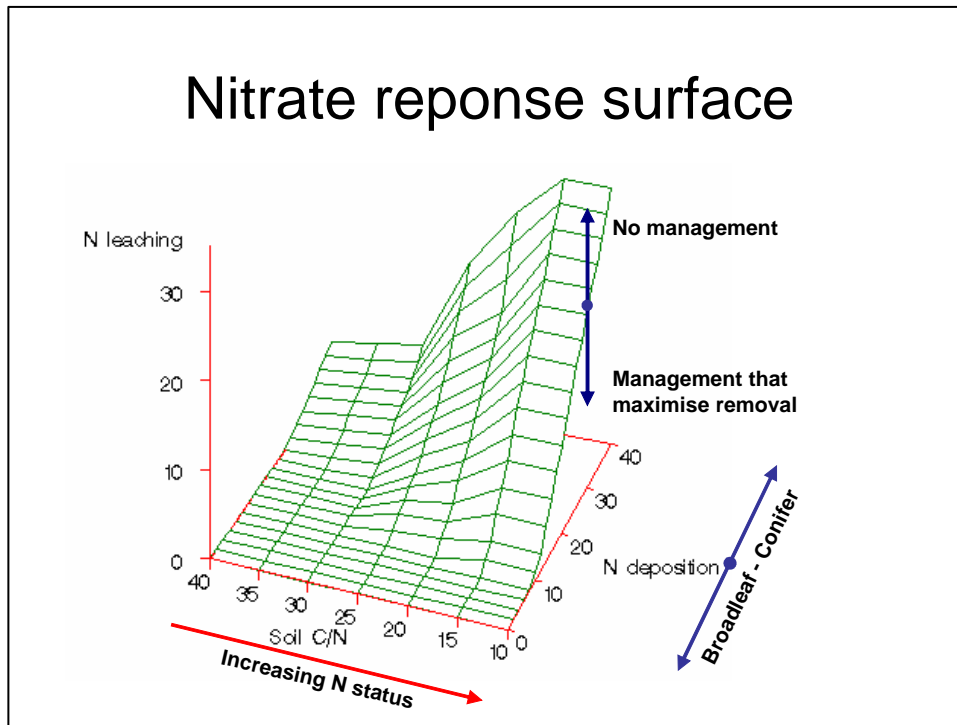 Nitrate reponse surface
N leaching
30
20
10
0
No management
Management that
maximise removal
40
30
20
10
0
N deposition
40
35
30
25
20
15
10
Soil C/N
Increasing N status
Broadleaf - Conifer